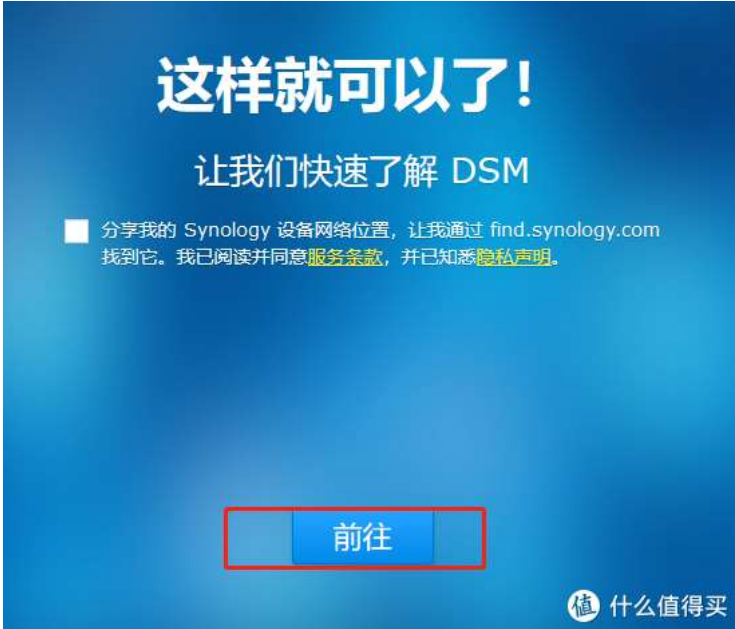 这样就可以了!
让我们快速了解 DSM
分享我的 Synology 设备网络位置，让我通过 find.synology.com
找到它。我已阅读并同意服务条款，并已知悉隐私声明。
前往
值 什么值得买